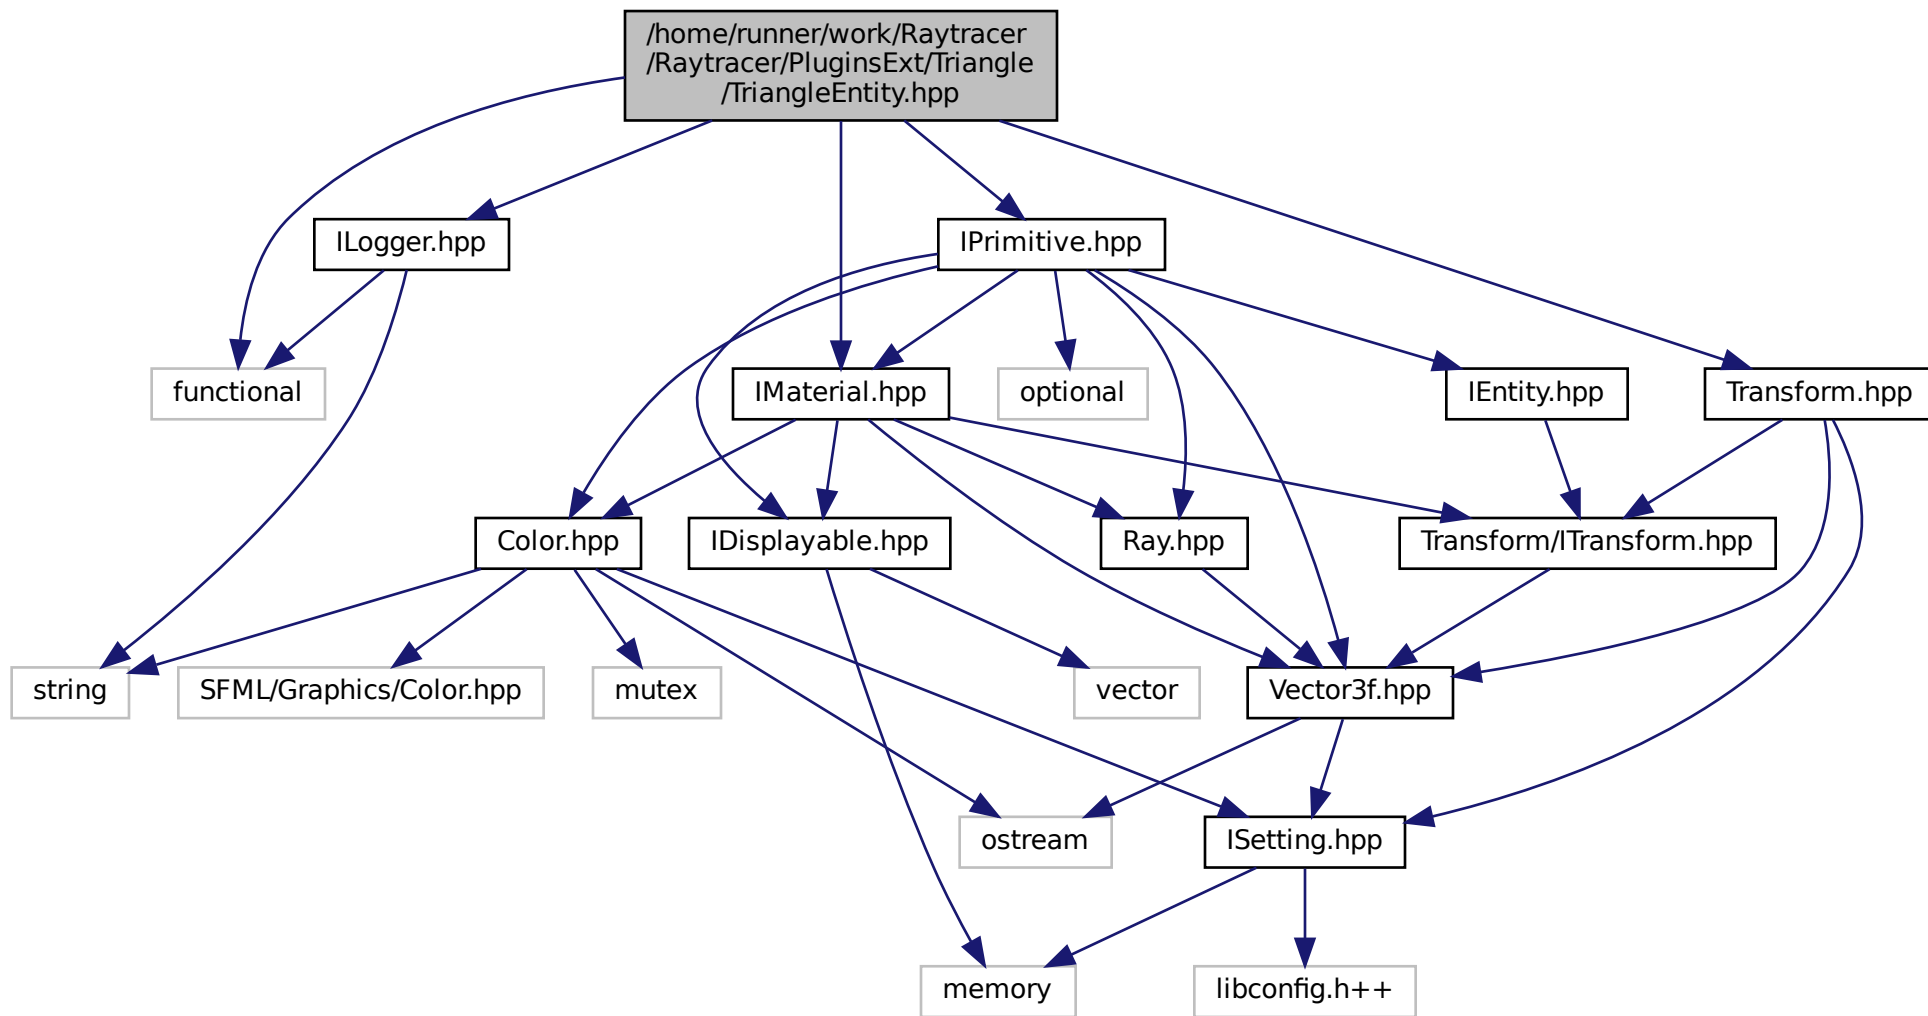 /home/runner/work/Raytracer
/Raytracer/PluginsExt/Triangle
/TriangleEntity.hpp
ILogger.hpp
IPrimitive.hpp
functional
IMaterial.hpp
optional
IEntity.hpp
Transform.hpp
Color.hpp
IDisplayable.hpp
Ray.hpp
Transform/ITransform.hpp
string
SFML/Graphics/Color.hpp
mutex
vector
Vector3f.hpp
ostream
ISetting.hpp
memory
libconfig.h++